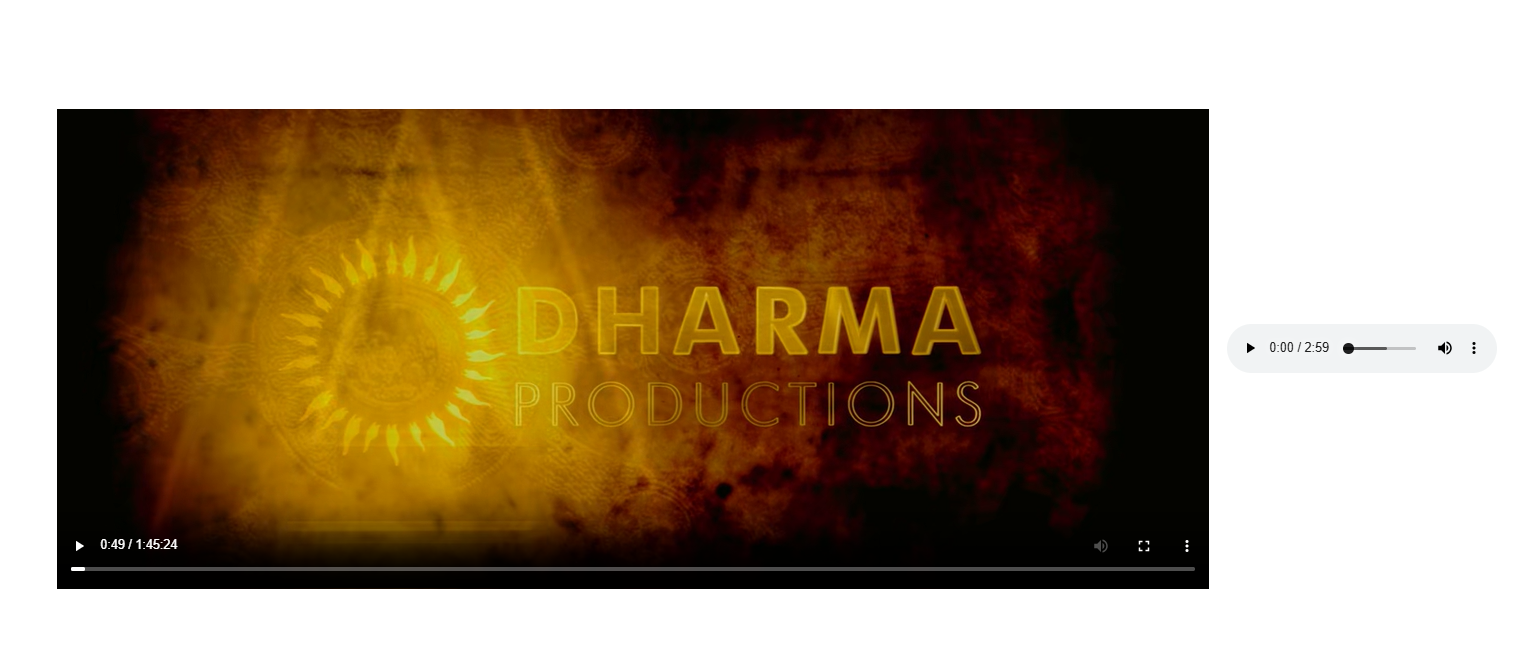 DHARMA
PRODUCTIONS
0:00 / 2:59
0:49 / 1:45:24